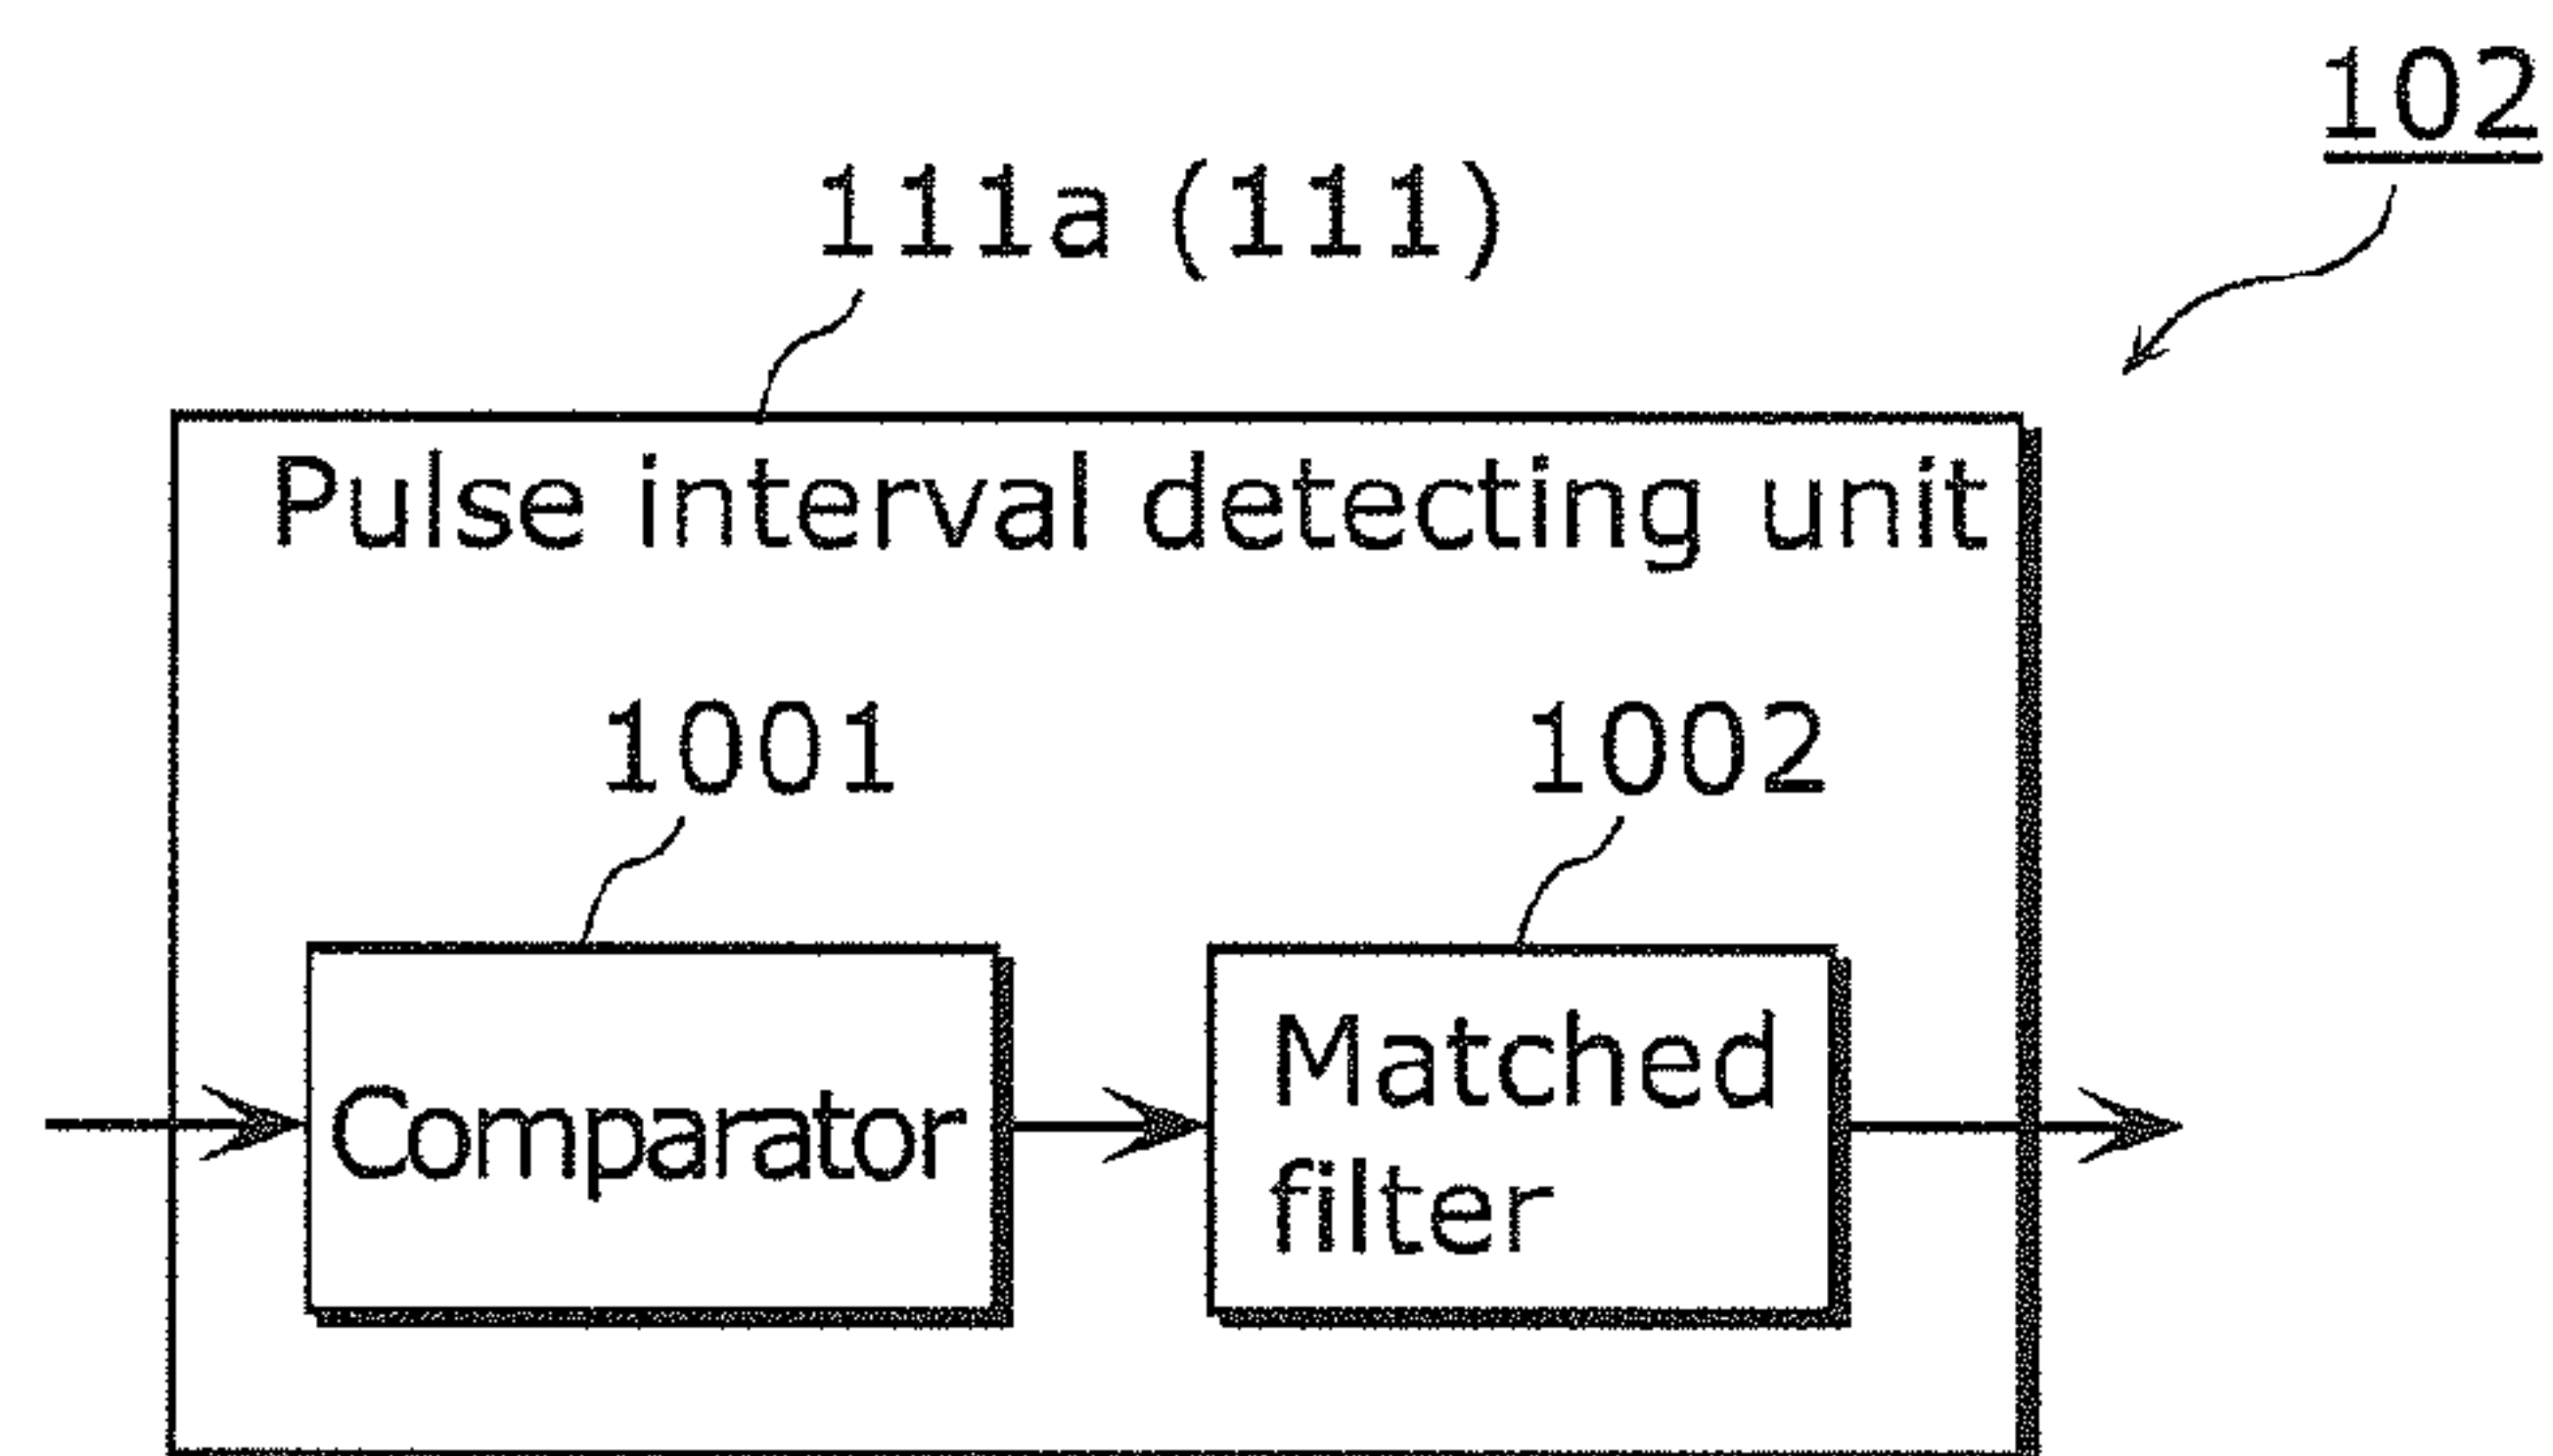 102
111a (111)
Pulse interval detecting unit
1001
1002
Comparator
Matched
filter